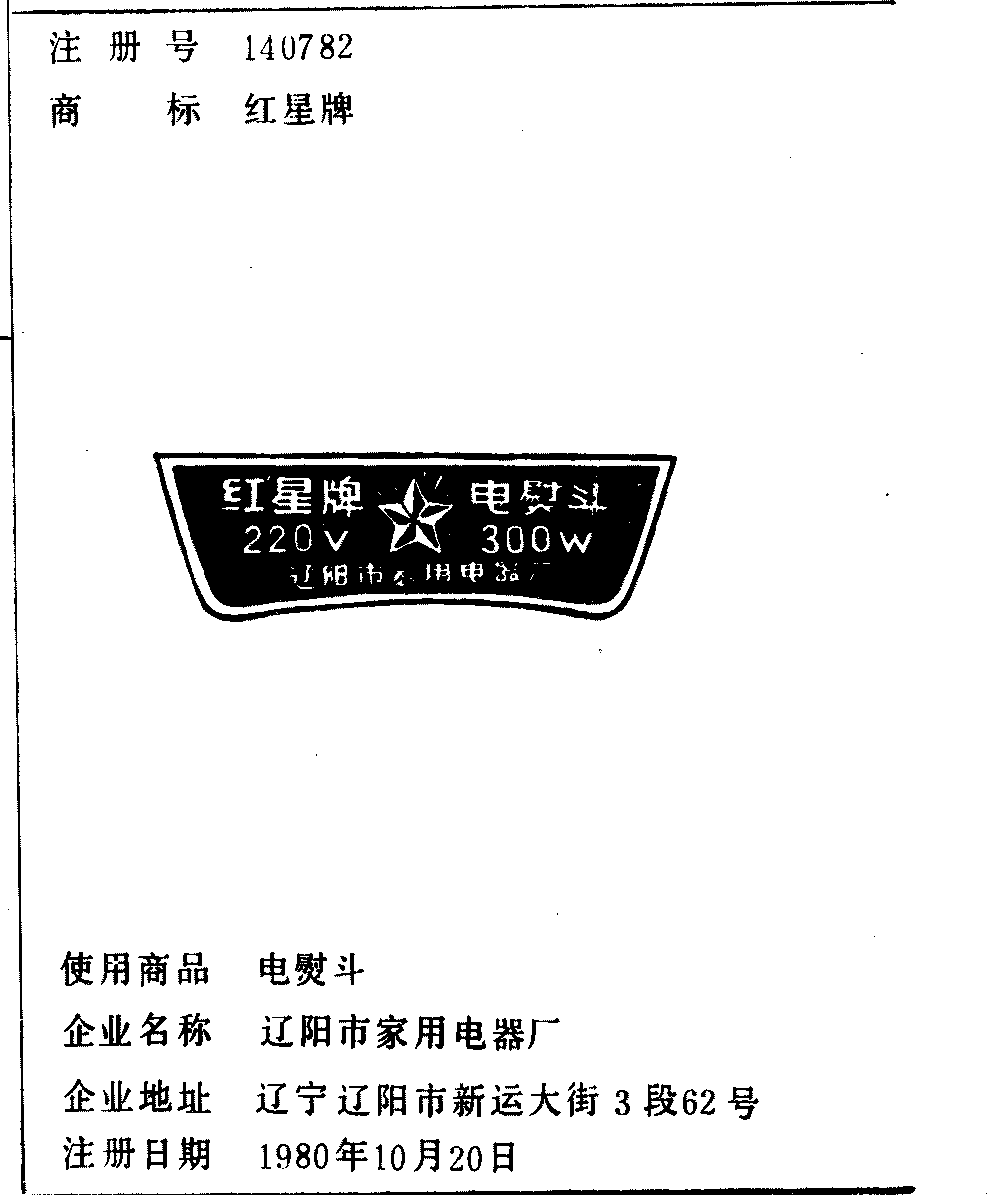 注册号 140782
商标 红星牌
红星牌 电熨斗
220V 300W
辽阳市家用电器厂
使用商品 电熨斗
企业名称 辽阳市家用电器厂
企业地址 辽宁辽阳市新运大街3段62号
注册日期 1980年10月20日